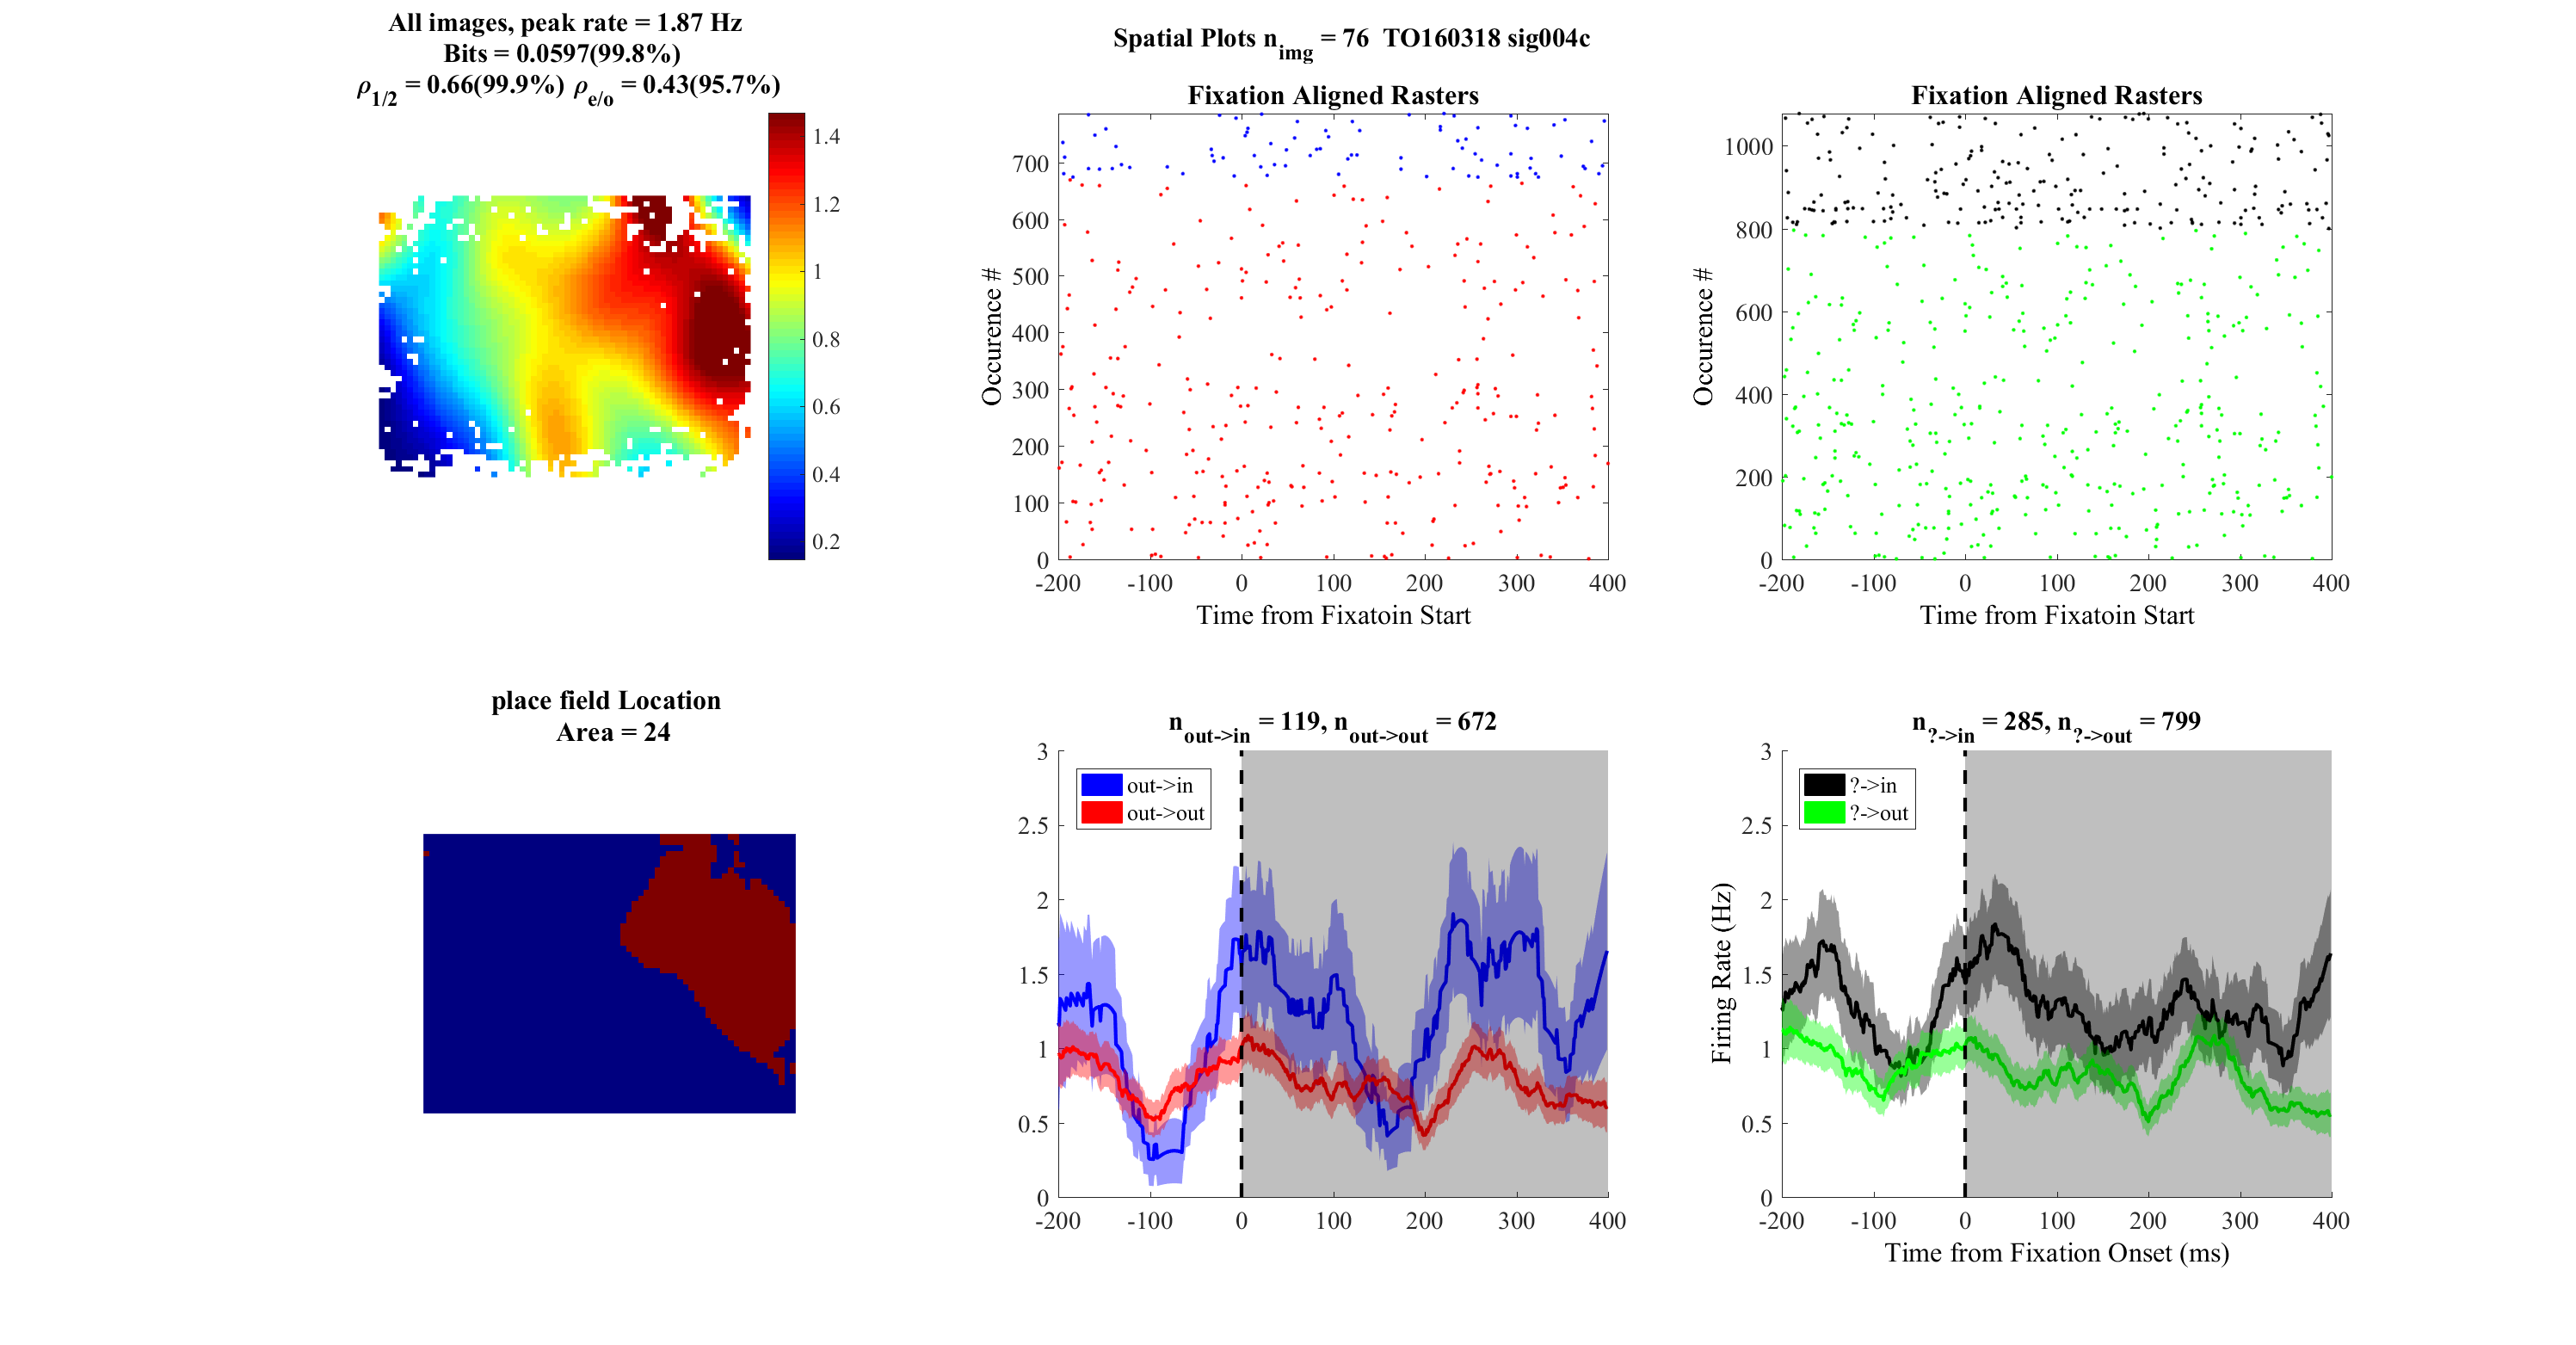 All images, peak rate = 1.87 Hz
Bits = 0.0597(99.8%)
ρ1/2 = 0.66(99.9%) ρe/o = 0.43(95.7%)
1.4
1.2
1
0.8
0.6
0.4
0.2
Spatial Plots nimg = 76 TO160318 sig004c
Fixation Aligned Rasters
Occurence #
700
600
500
400
300
200
100
0
-200 -100 0 100 200 300 400
Time from Fixatoin Start
Fixation Aligned Rasters
Occurence #
1000
800
600
400
200
0
-200 -100 0 100 200 300 400
Time from Fixatoin Start
place field Location
Area = 24
nout->in = 119, nout->out = 672
3
2.5
2
1.5
1
0.5
0
out->in
out->out
-200 -100 0 100 200 300 400
n?->in = 285, n?->out = 799
Firing Rate (Hz)
3
2.5
2
1.5
1
0.5
0
?->in
?->out
-200 -100 0 100 200 300 400
Time from Fixation Onset (ms)